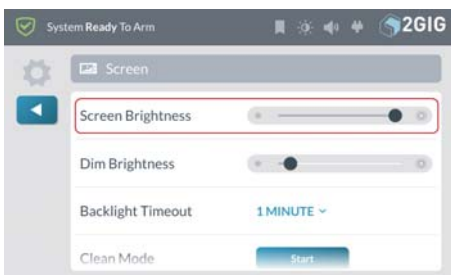 System Ready To Arm
2GIG
Screen
Screen Brightness
Dim Brightness
Backlight Timeout
1 MINUTE
Clean Mode
Start